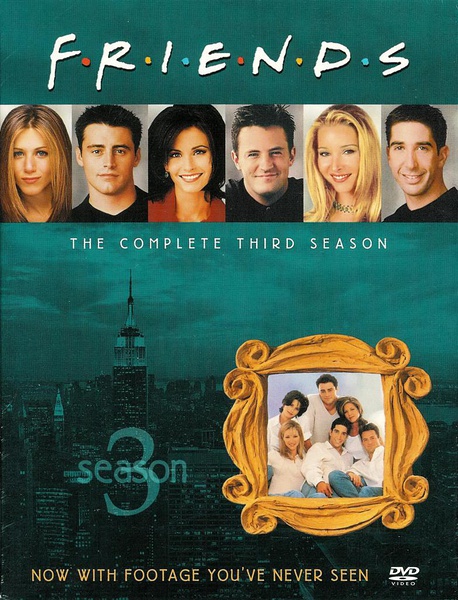 F·R·I·E·N·D·S
THE COMPLETE THIRD SEASON
season 3
NOW WITH FOOTAGE YOU'VE NEVER SEEN
DVD
VIDEO